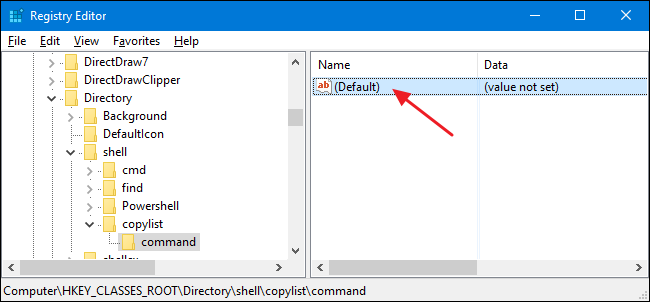 Registry Editor
File Edit View Favorites Help
DirectDraw7
DirectDrawClipper
Directory
Background
DefaultIcon
shell
cmd
find
Powershell
copylist
command
Name Data
ab (Default) (value not set)
Computer\HKEY_CLASSES_ROOT\Directory\shell\copylist\command